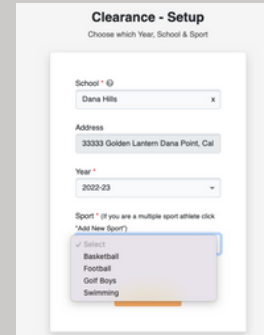 Clearance - Setup
Choose which Year, School & Sport
School *
Dana Hills x
Address
33333 Golden Lantern Dana Point, Cal
Year *
2022-23
Sport * (If you are a multiple sport athlete click
"Add New Sport")
✓ Select
Basketball
Football
Golf Boys
Swimming